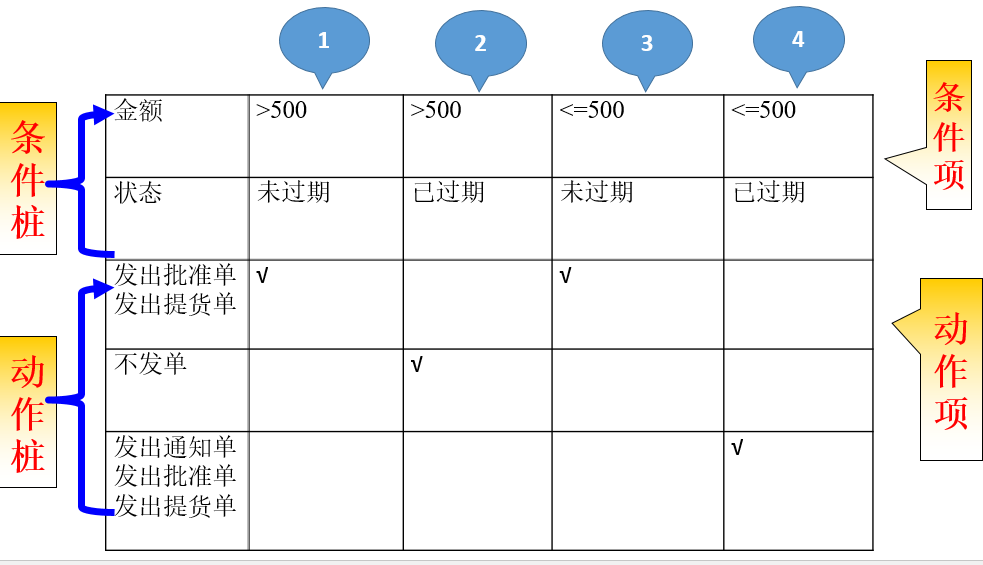 1
2
3
4
金额
>500
>500
<=500
<=500
状态
未过期
已过期
未过期
已过期
发出批准单
发出提货单
√
√
不发单
√
发出通知单
发出批准单
发出提货单
√
条件桩
动作桩
条件项
动作项